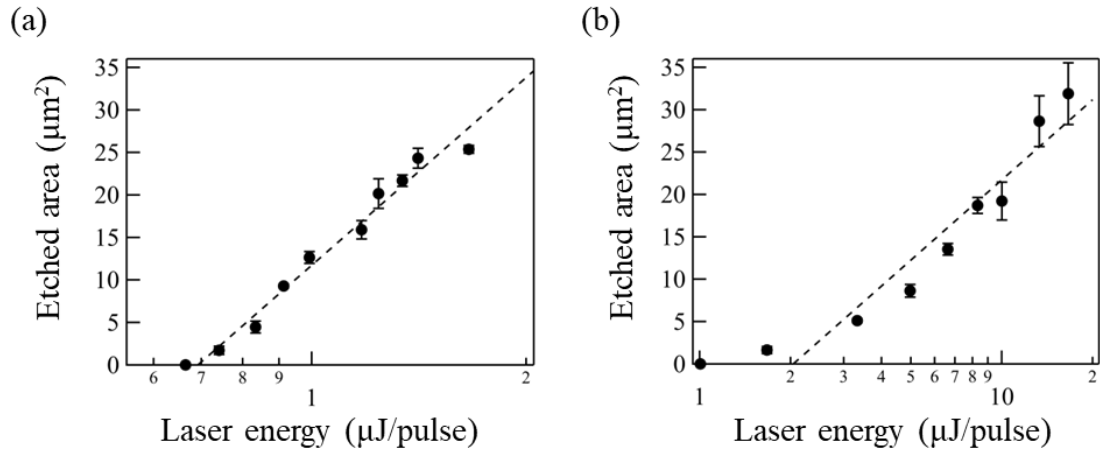 (a)
Etched area (μm²)
35
30
25
20
15
10
5
0
6 7 8 9 1 2
Laser energy (μJ/pulse)
(b)
Etched area (μm²)
35
30
25
20
15
10
5
0
1 2 3 4 5 6 7 8 9 10 2
Laser energy (μJ/pulse)